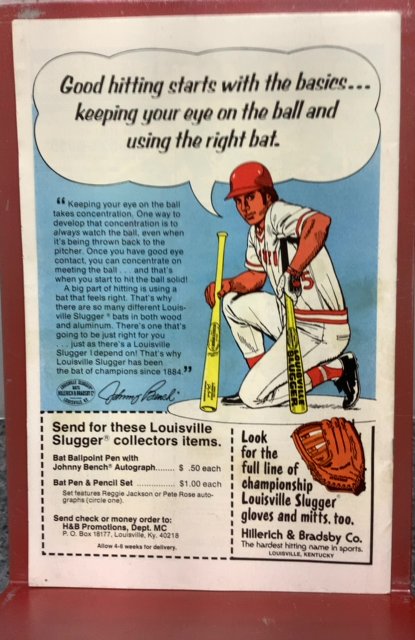 Good hitting starts with the basics...
keeping your eye on the ball and
using the right bat.
“Keeping your eye on the ball
takes concentration. One way to
develop that concentration is to
always watch the ball, even when
it's being thrown back to the
pitcher. Once you have good eye
contact, you can concentrate on
meeting the ball . . . and that's
when you start to hit the ball solid!
A big part of hitting is using a
bat that feels right. That's why
there are so many different Louis-
ville Slugger® bats in both wood
and aluminum. There's one that's
going to be just right for you
. . . just as there's a Louisville
Slugger I depend on! That's why
Louisville Slugger has been
the bat of champions since 1884”
Johnny Bench
LOUISVILLE
SLUGGER
5
Send for these Louisville
Slugger® collectors items.
Bat Ballpoint Pen with
Johnny Bench® Autograph....... $ .50 each
Bat Pen & Pencil Set ............. $1.00 each
Set features Reggie Jackson or Pete Rose auto-
graphs (circle one).
Send check or money order to:
H&B Promotions, Dept. MC
P. O. Box 18177, Louisville, Ky. 40218
Allow 4-6 weeks for delivery.
Look
for the
full line of
championship
Louisville Slugger
gloves and mitts, too.
Hillerich & Bradsby Co.
The hardest hitting name in sports.
LOUISVILLE, KENTUCKY